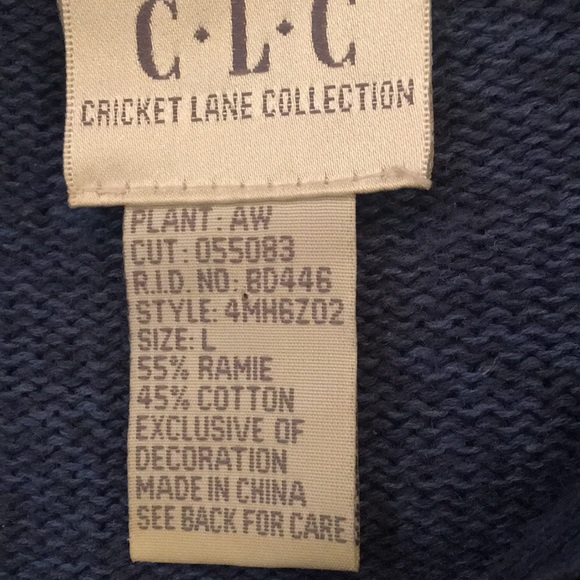 C·L·C
CRICKET LANE COLLECTION
PLANT: AW
CUT: 055083
R.I.D. NO: BD446
STYLE: 4MH6Z02
SIZE: L
55% RAMIE
45% COTTON
EXCLUSIVE OF
DECORATION
MADE IN CHINA
SEE BACK FOR CARE